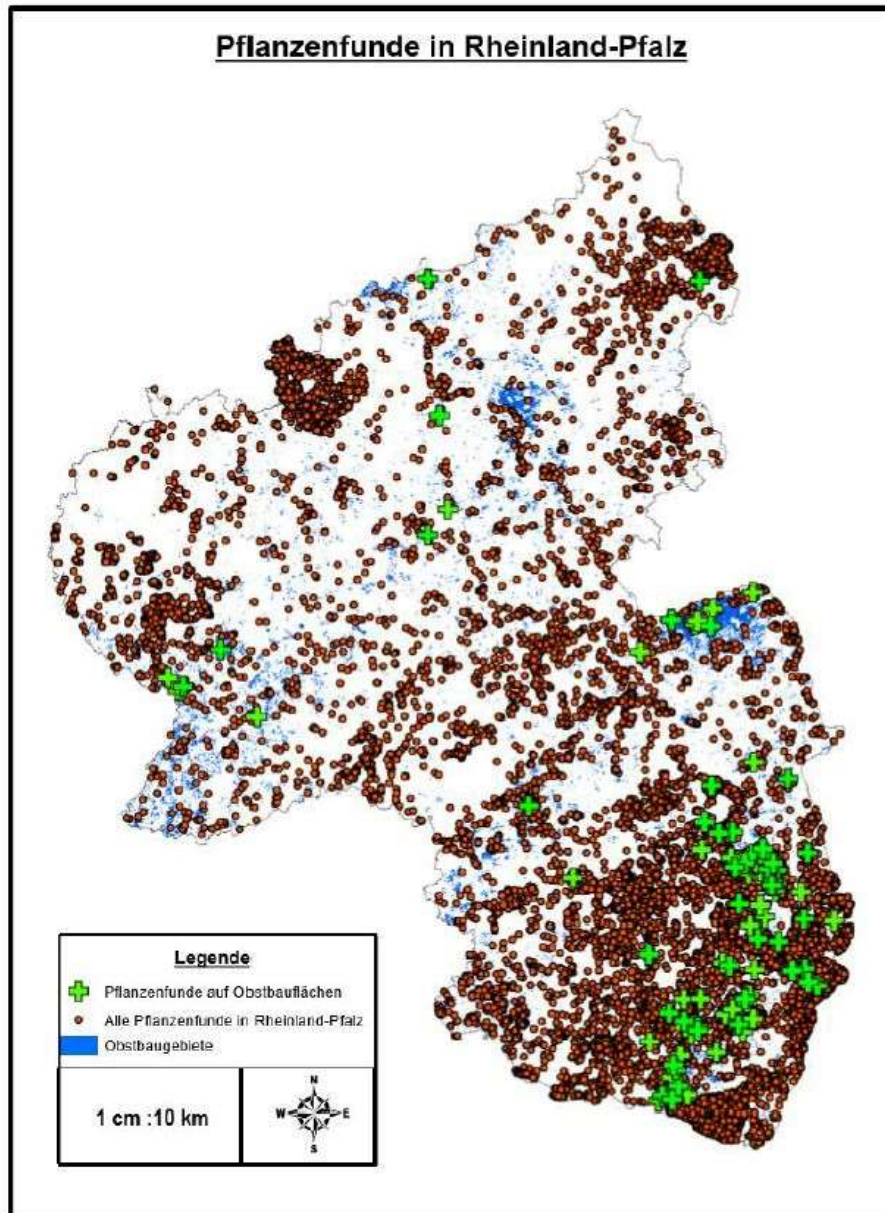 Pflanzenfunde in Rheinland-Pfalz
Legende
Pflanzenfunde auf Obstbauflächen
Alle Pflanzenfunde in Rheinland-Pfalz
Obstbaugebiete
1 cm :10 km
N
W E
S